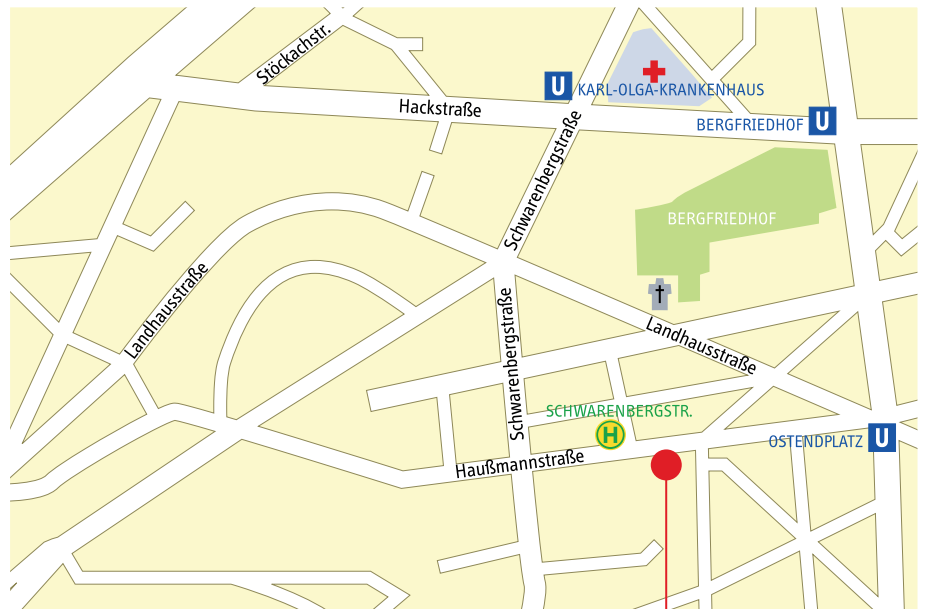 Stöckachstr.
U
KARL-OLGA-KRANKENHAUS
Hackstraße
BERGFRIEDHOF
U
Schwarenbergstraße
BERGFRIEDHOF
Landhausstraße
Schwarenbergstraße
Landhausstraße
SCHWARENBERGSTR.
H
OSTENDPLATZ
U
Haußmannstraße